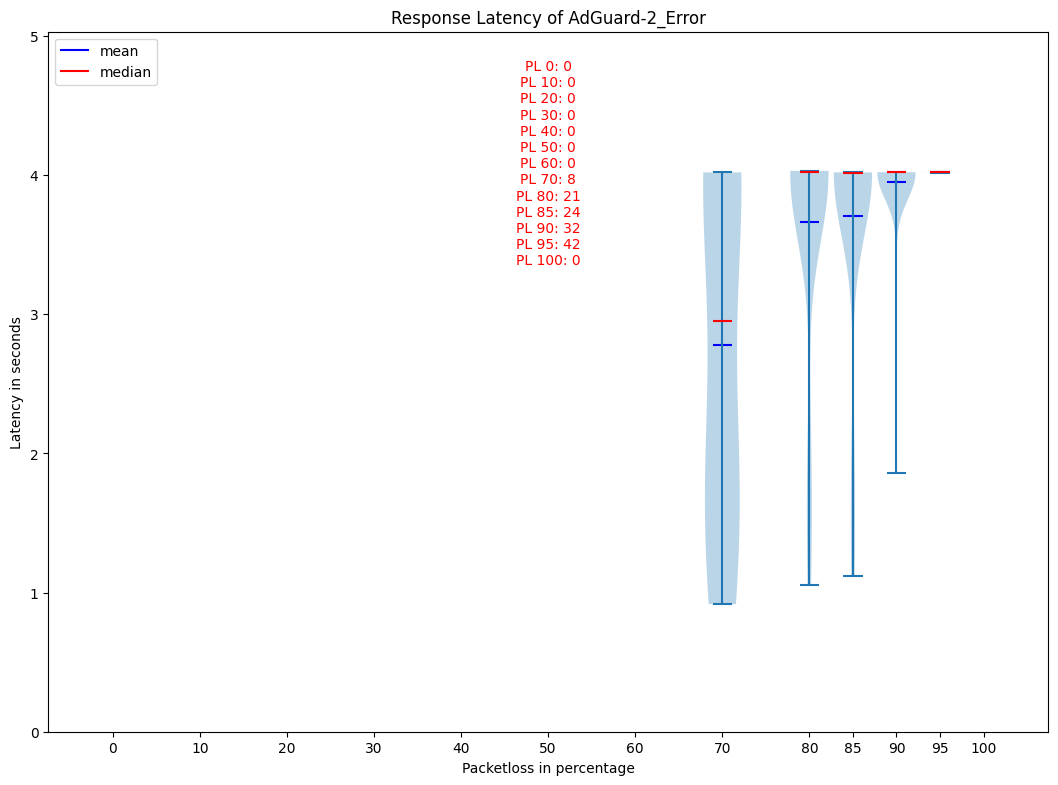 Response Latency of AdGuard-2_Error
mean
median
PL 0: 0
PL 10: 0
PL 20: 0
PL 30: 0
PL 40: 0
PL 50: 0
PL 60: 0
PL 70: 8
PL 80: 21
PL 85: 24
PL 90: 32
PL 95: 42
PL 100: 0
Latency in seconds
5
4
3
2
1
0
0 10 20 30 40 50 60 70 80 85 90 95 100
Packetloss in percentage